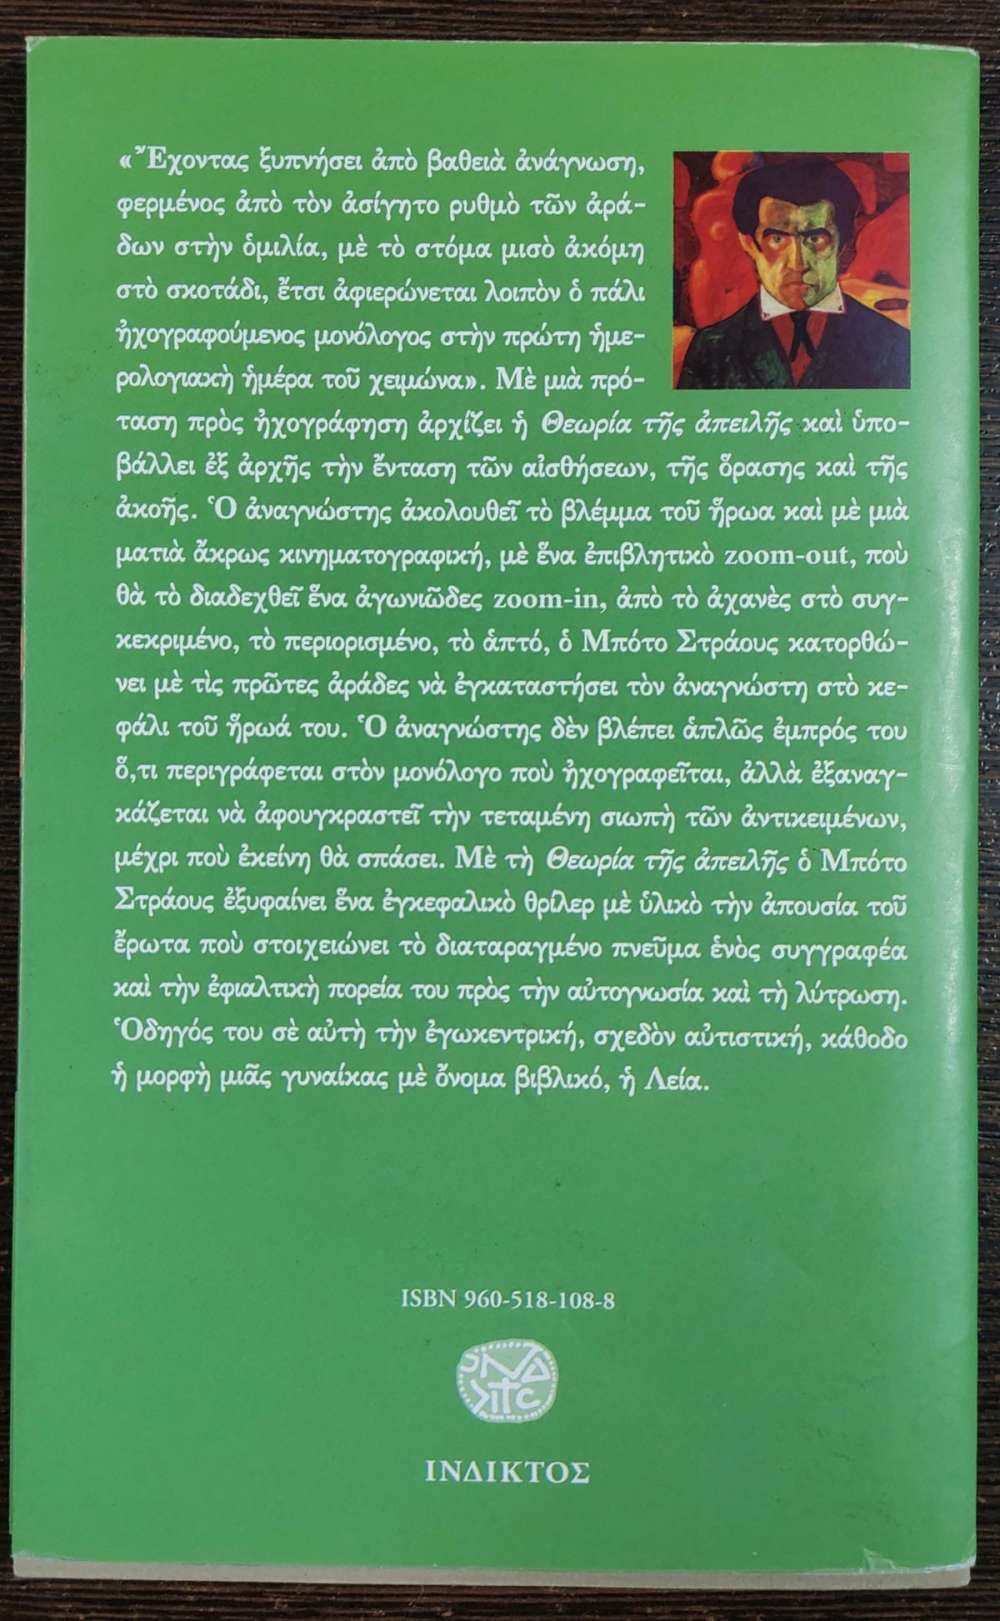 «Ἔχοντας ξυπνήσει ἀπὸ βαθειὰ ἀνάγνωση,
φερμένος ἀπὸ τὸν ἀσίγητο ρυθμὸ τῶν ἀρά-
δων στὴν ὁμιλία, μὲ τὸ στόμα μισὸ ἀκόμη
στὸ σκοτάδι, ἔτσι ἀφιερώνεται λοιπὸν ὁ πάλι
ἠχογραφούμενος μονόλογος στὴν πρώτη ἡμε-
ρολογιακὴ ἡμέρα τοῦ χειμώνα». Μὲ μιὰ πρό-
ταση πρὸς ἠχογράφηση ἀρχίζει ἡ Θεωρία τῆς ἀπειλῆς καὶ ὑπο-
βάλλει ἐξ ἀρχῆς τὴν ἔνταση τῶν αἰσθήσεων, τῆς ὅρασης καὶ τῆς
ἀκοῆς. Ὁ ἀναγνώστης ἀκολουθεῖ τὸ βλέμμα τοῦ ἥρωα καὶ μὲ μιὰ
ματιὰ ἄκρως κινηματογραφική, μὲ ἕνα ἐπιβλητικὸ zoom-out, ποὺ
θὰ τὸ διαδεχθεῖ ἕνα ἀγωνιῶδες zoom-in, ἀπὸ τὸ ἀχανὲς στὸ συγ-
κεκριμένο, τὸ περιορισμένο, τὸ ἁπτό, ὁ Μπότο Στράους κατορθώ-
νει μὲ τὶς πρῶτες ἀράδες νὰ ἐγκαταστήσει τὸν ἀναγνώστη στὸ κε-
φάλι τοῦ ἥρωά του. Ὁ ἀναγνώστης δὲν βλέπει ἁπλῶς ἐμπρός του
ὅ,τι περιγράφεται στὸν μονόλογο ποὺ ἠχογραφεῖται, ἀλλὰ ἐξαναγ-
κάζεται νὰ ἀφουγκραστεῖ τὴν τεταμένη σιωπὴ τῶν ἀντικειμένων,
μέχρι ποὺ ἐκείνη θὰ σπάσει. Μὲ τὴ Θεωρία τῆς ἀπειλῆς ὁ Μπότο
Στράους ἐξυφαίνει ἕνα ἐγκεφαλικὸ θρίλερ μὲ ὑλικὸ τὴν ἀπουσία τοῦ
ἔρωτα ποὺ στοιχειώνει τὸ διαταραγμένο πνεῦμα ἑνὸς συγγραφέα
καὶ τὴν ἐφιαλτικὴ πορεία του πρὸς τὴν αὐτογνωσία καὶ τὴ λύτρωση.
Ὁδηγός του σὲ αὐτὴ τὴν ἐγωκεντρική, σχεδὸν αὐτιστική, κάθοδο
ἡ μορφὴ μιᾶς γυναίκας μὲ ὄνομα βιβλικό, ἡ Λεία.
ISBN 960-518-108-8
ΙΝΔΙΚΤΟΣ